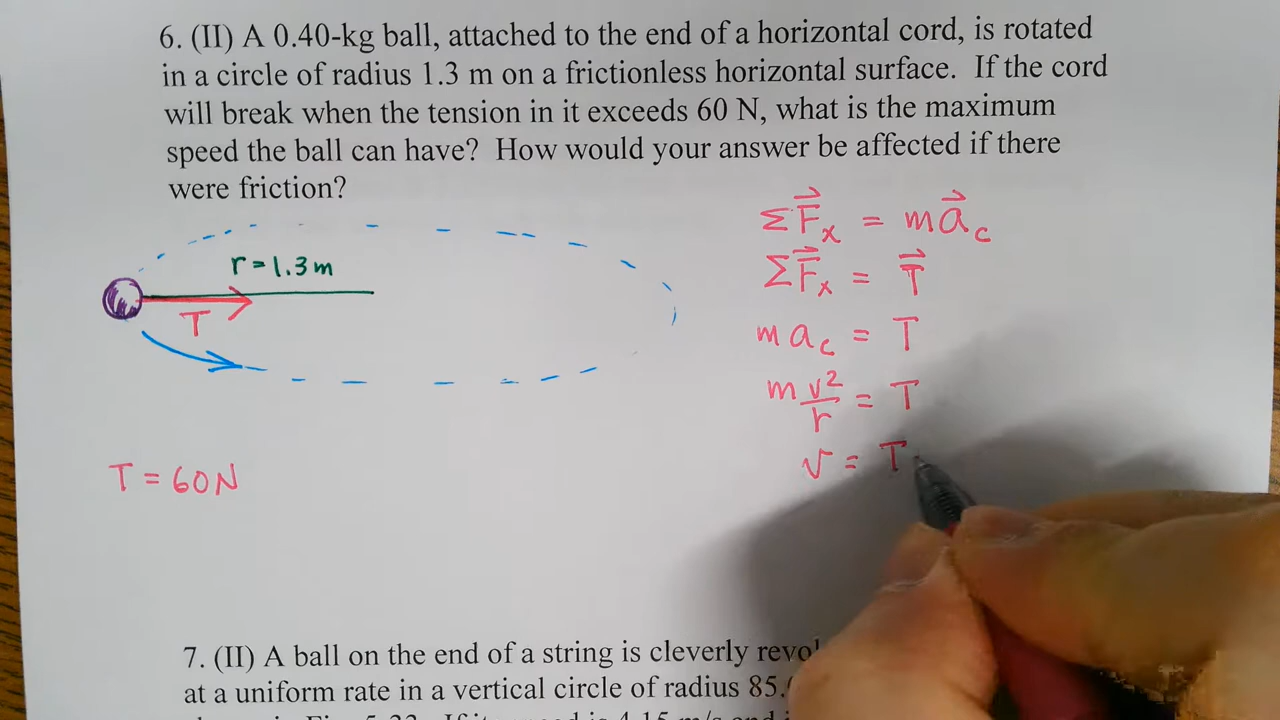 6. (II) A 0.40-kg ball, attached to the end of a horizontal cord, is rotated
in a circle of radius 1.3 m on a frictionless horizontal surface. If the cord
will break when the tension in it exceeds 60 N, what is the maximum
speed the ball can have? How would your answer be affected if there
were friction?
r = 1.3 m
T
T = 60 N
ΣF⃗ₓ = ma⃗_c
ΣF⃗ₓ = T⃗
ma_c = T
m v²/r = T
v = T
7. (II) A ball on the end of a string is cleverly
at a uniform rate in a vertical circle of radius 85.